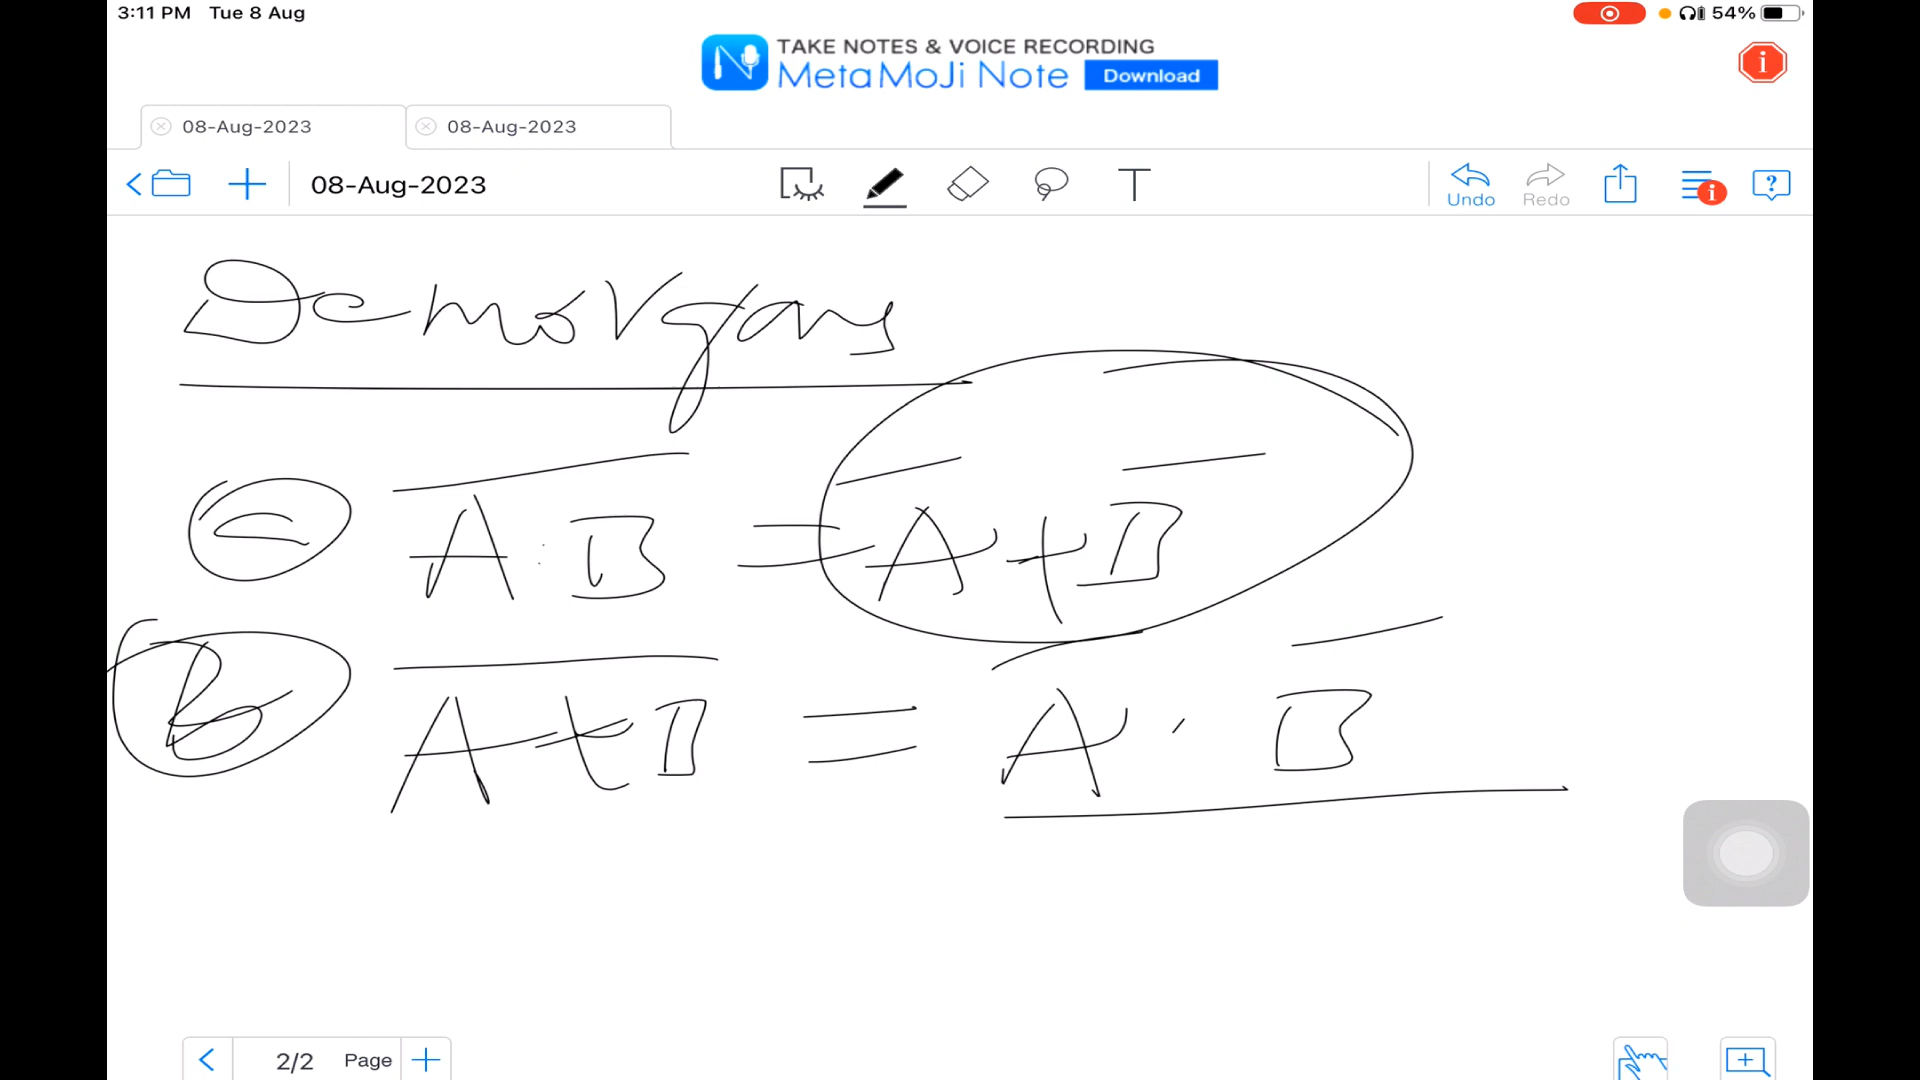 3:11 PM Tue 8 Aug 54%
TAKE NOTES & VOICE RECORDING
MetaMoJi Note Download
08-Aug-2023 08-Aug-2023
08-Aug-2023 T Undo Redo
Demorgans
a A̅ ̅·̅ ̅B̅ = A̅ + B̅
b A̅ ̅+̅ ̅B̅ = A̅ · B̅
2/2 Page